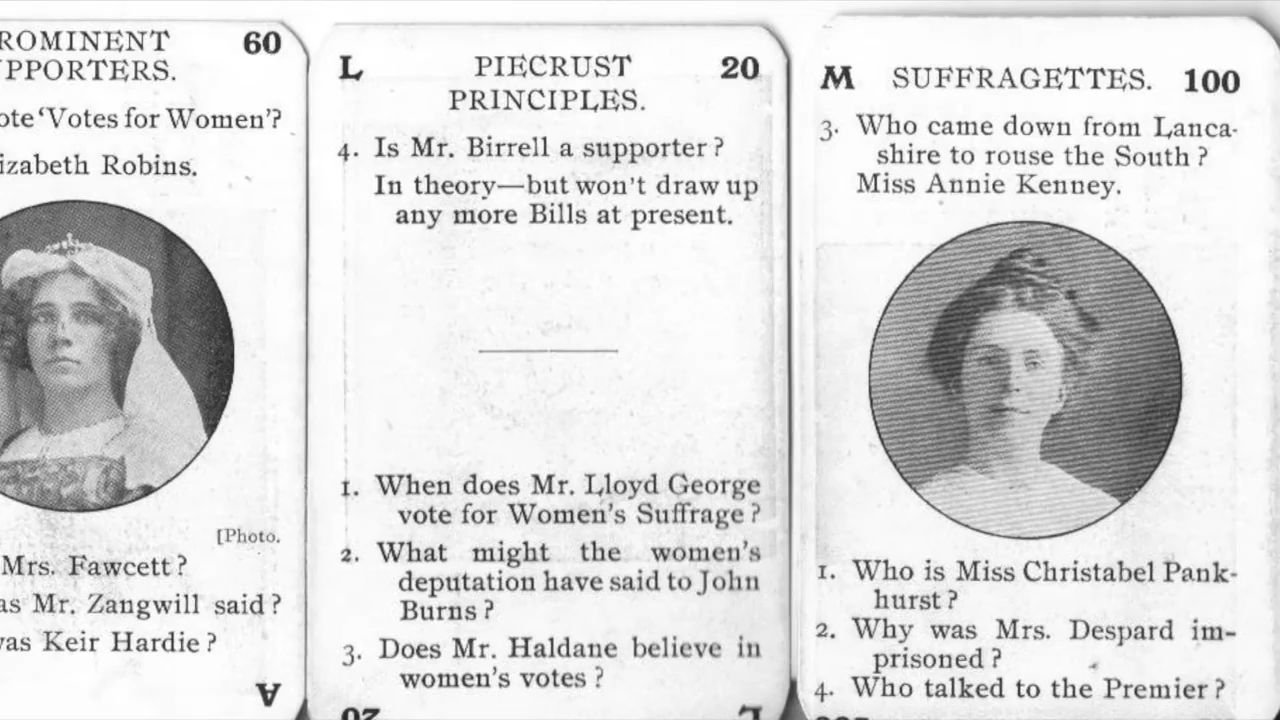 ROMINENT 60
PPORTERS.
ote 'Votes for Women'?
izabeth Robins.
[Photo.
Mrs. Fawcett?
as Mr. Zangwill said?
was Keir Hardie?
A
L PIECRUST 20
PRINCIPLES.
4. Is Mr. Birrell a supporter?
In theory—but won't draw up
any more Bills at present.
1. When does Mr. Lloyd George
vote for Women's Suffrage?
2. What might the women's
deputation have said to John
Burns?
3. Does Mr. Haldane believe in
women's votes?
20 L
M SUFFRAGETTES. 100
3. Who came down from Lanca-
shire to rouse the South?
Miss Annie Kenney.
1. Who is Miss Christabel Pank-
hurst?
2. Why was Mrs. Despard im-
prisoned?
4. Who talked to the Premier?